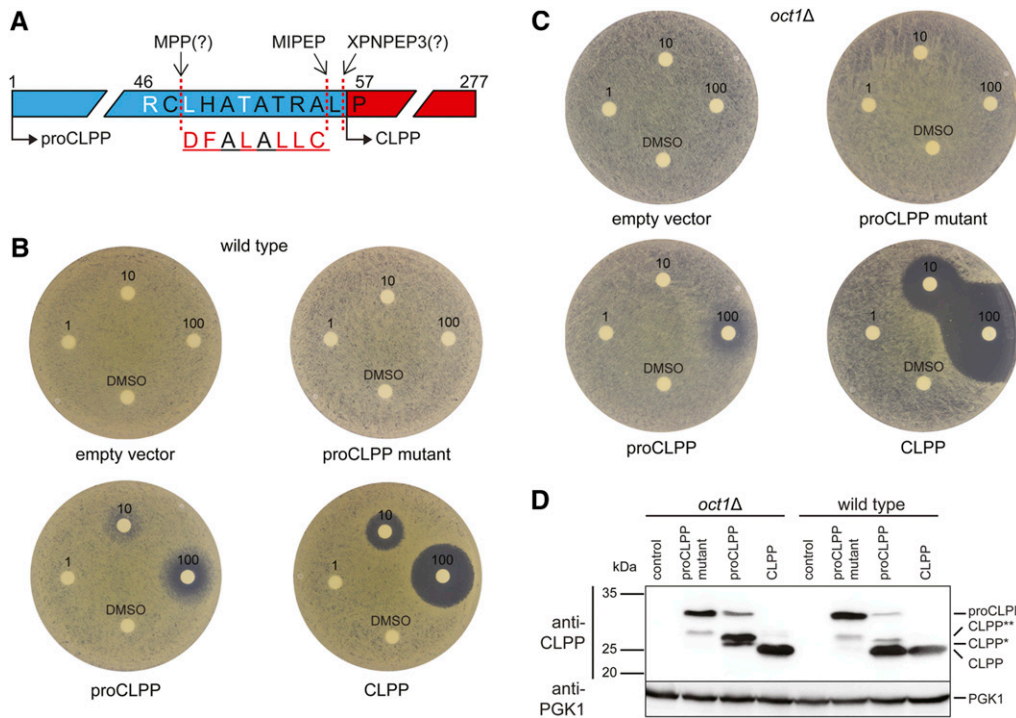 A
MPP(?) MIPEP XPNPEP3(?)
1 46 57 277
RCLHATATRALP
proCLPP CLPP
DFALALLC
B
wild type
10
1 100
DMSO
empty vector
10
1 100
DMSO
proCLPP mutant
10
1 100
DMSO
proCLPP
10
1 100
DMSO
CLPP
C
oct1Δ
10
1 100
DMSO
empty vector
10
1 100
DMSO
proCLPP mutant
10
1 100
DMSO
proCLPP
10
1 100
DMSO
CLPP
D
oct1Δ wild type
control
proCLPP
mutant
proCLPP
CLPP
control
proCLPP
mutant
proCLPP
CLPP
kDa
35
25
20
anti-
CLPP
proCLPI
CLPP**
CLPP*
CLPP
anti-
PGK1
PGK1